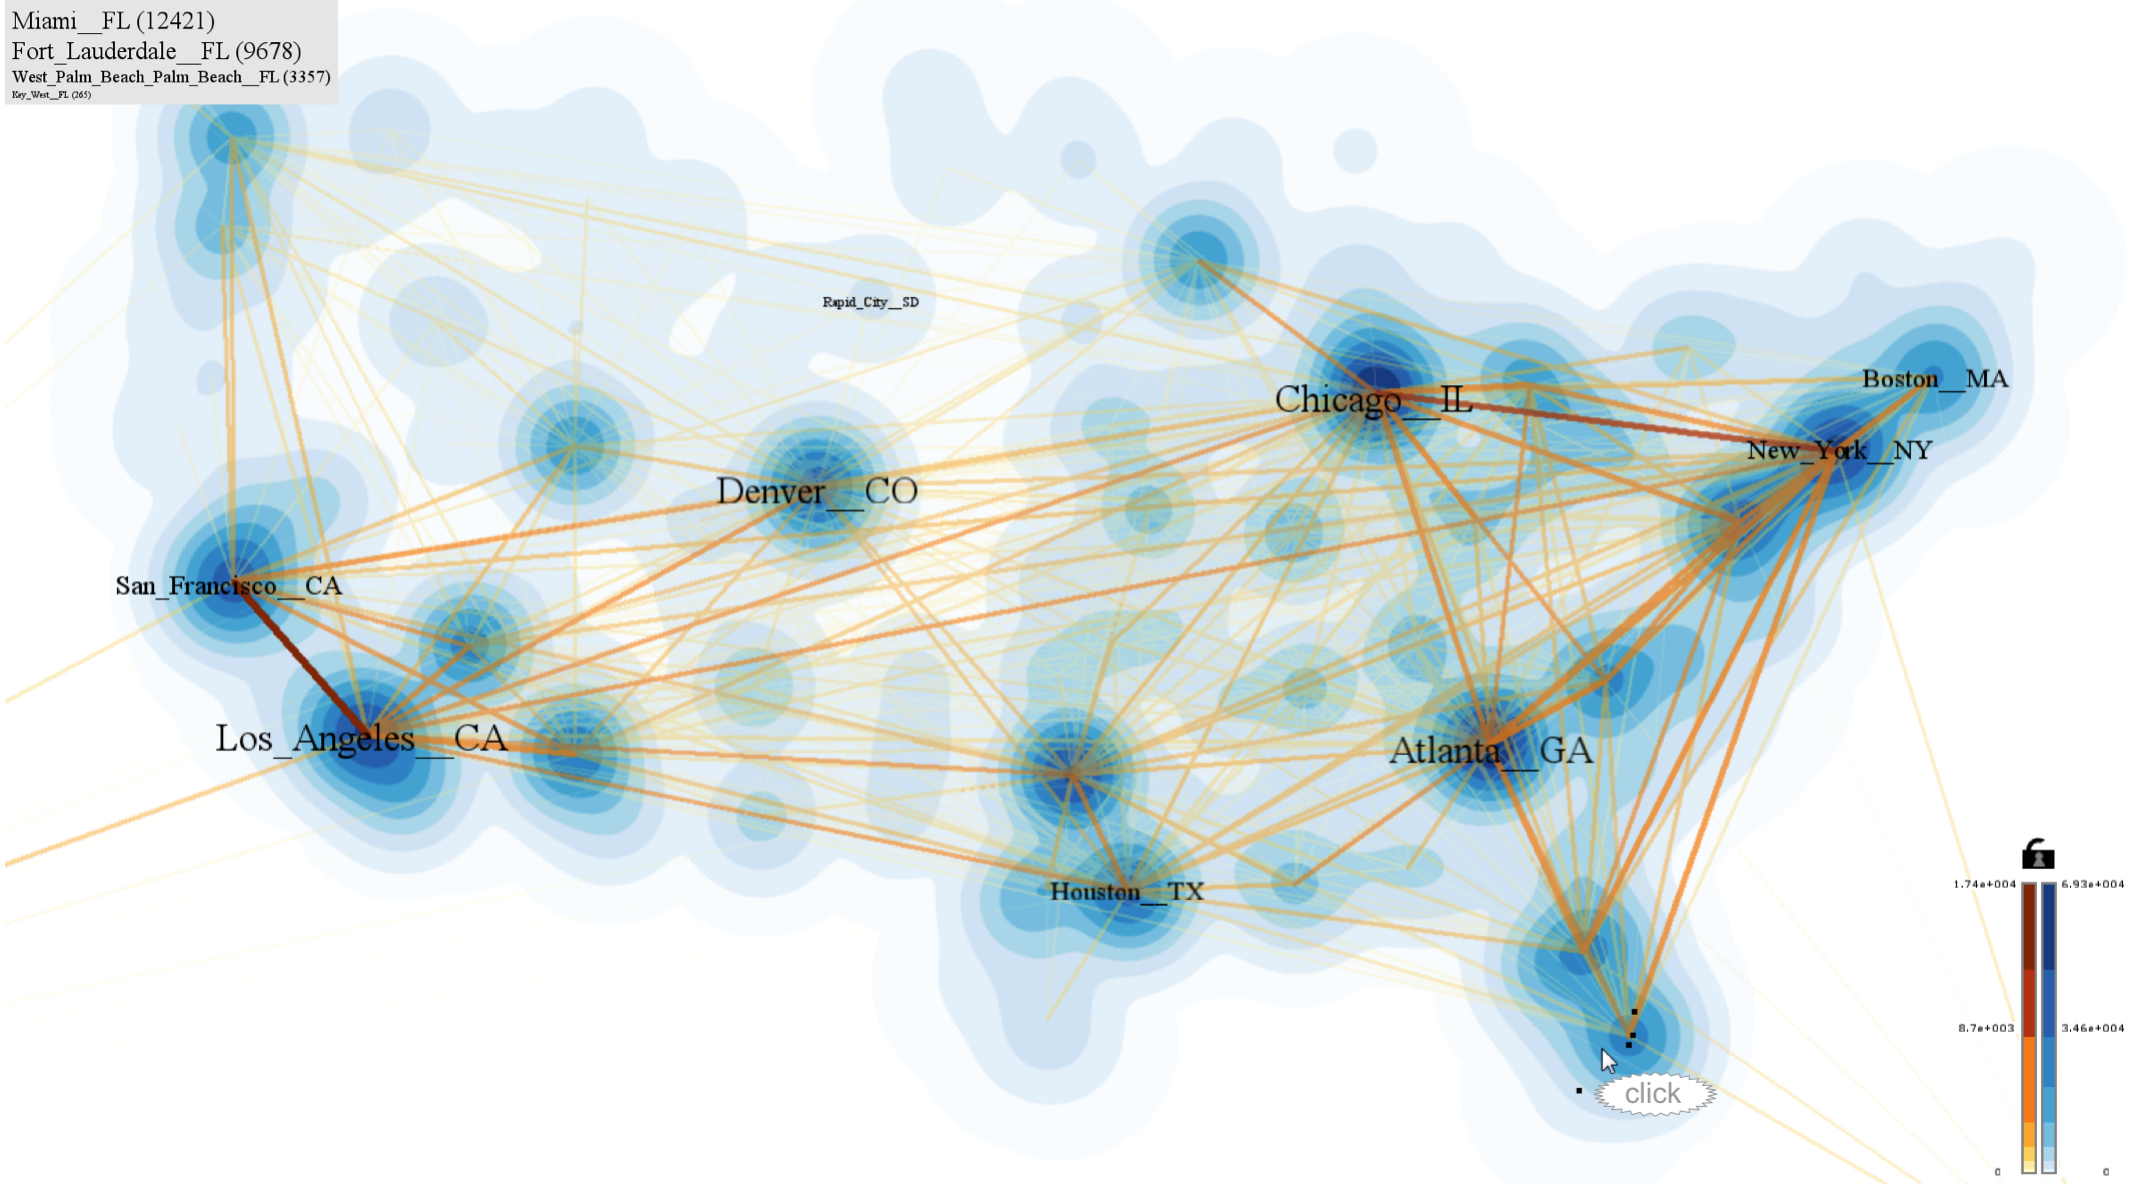 Miami__FL (12421)
Fort_Lauderdale__FL (9678)
West_Palm_Beach_Palm_Beach__FL (3357)
Key_West__FL (265)
Rapid_City__SD
Boston__MA
Chicago__IL
New_York__NY
Denver__CO
San_Francisco__CA
Los_Angeles__CA
Atlanta__GA
Houston__TX
1.74e+004 6.93e+004
8.7e+003 3.46e+004
0 0
click